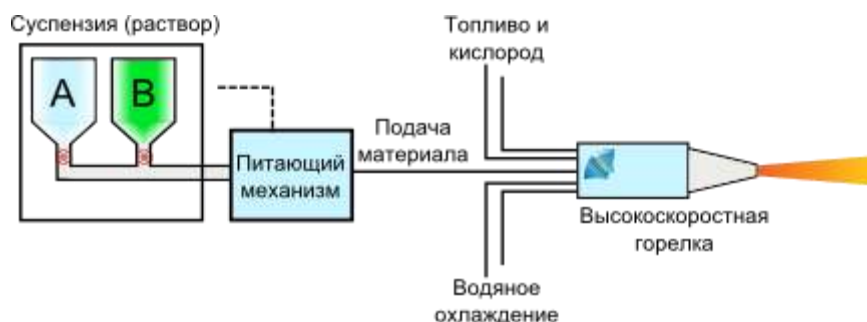 Суспензия (раствор)
A
B
Питающий
механизм
Подача
материала
Топливо и
кислород
Водяное
охлаждение
Высокоскоростная
горелка